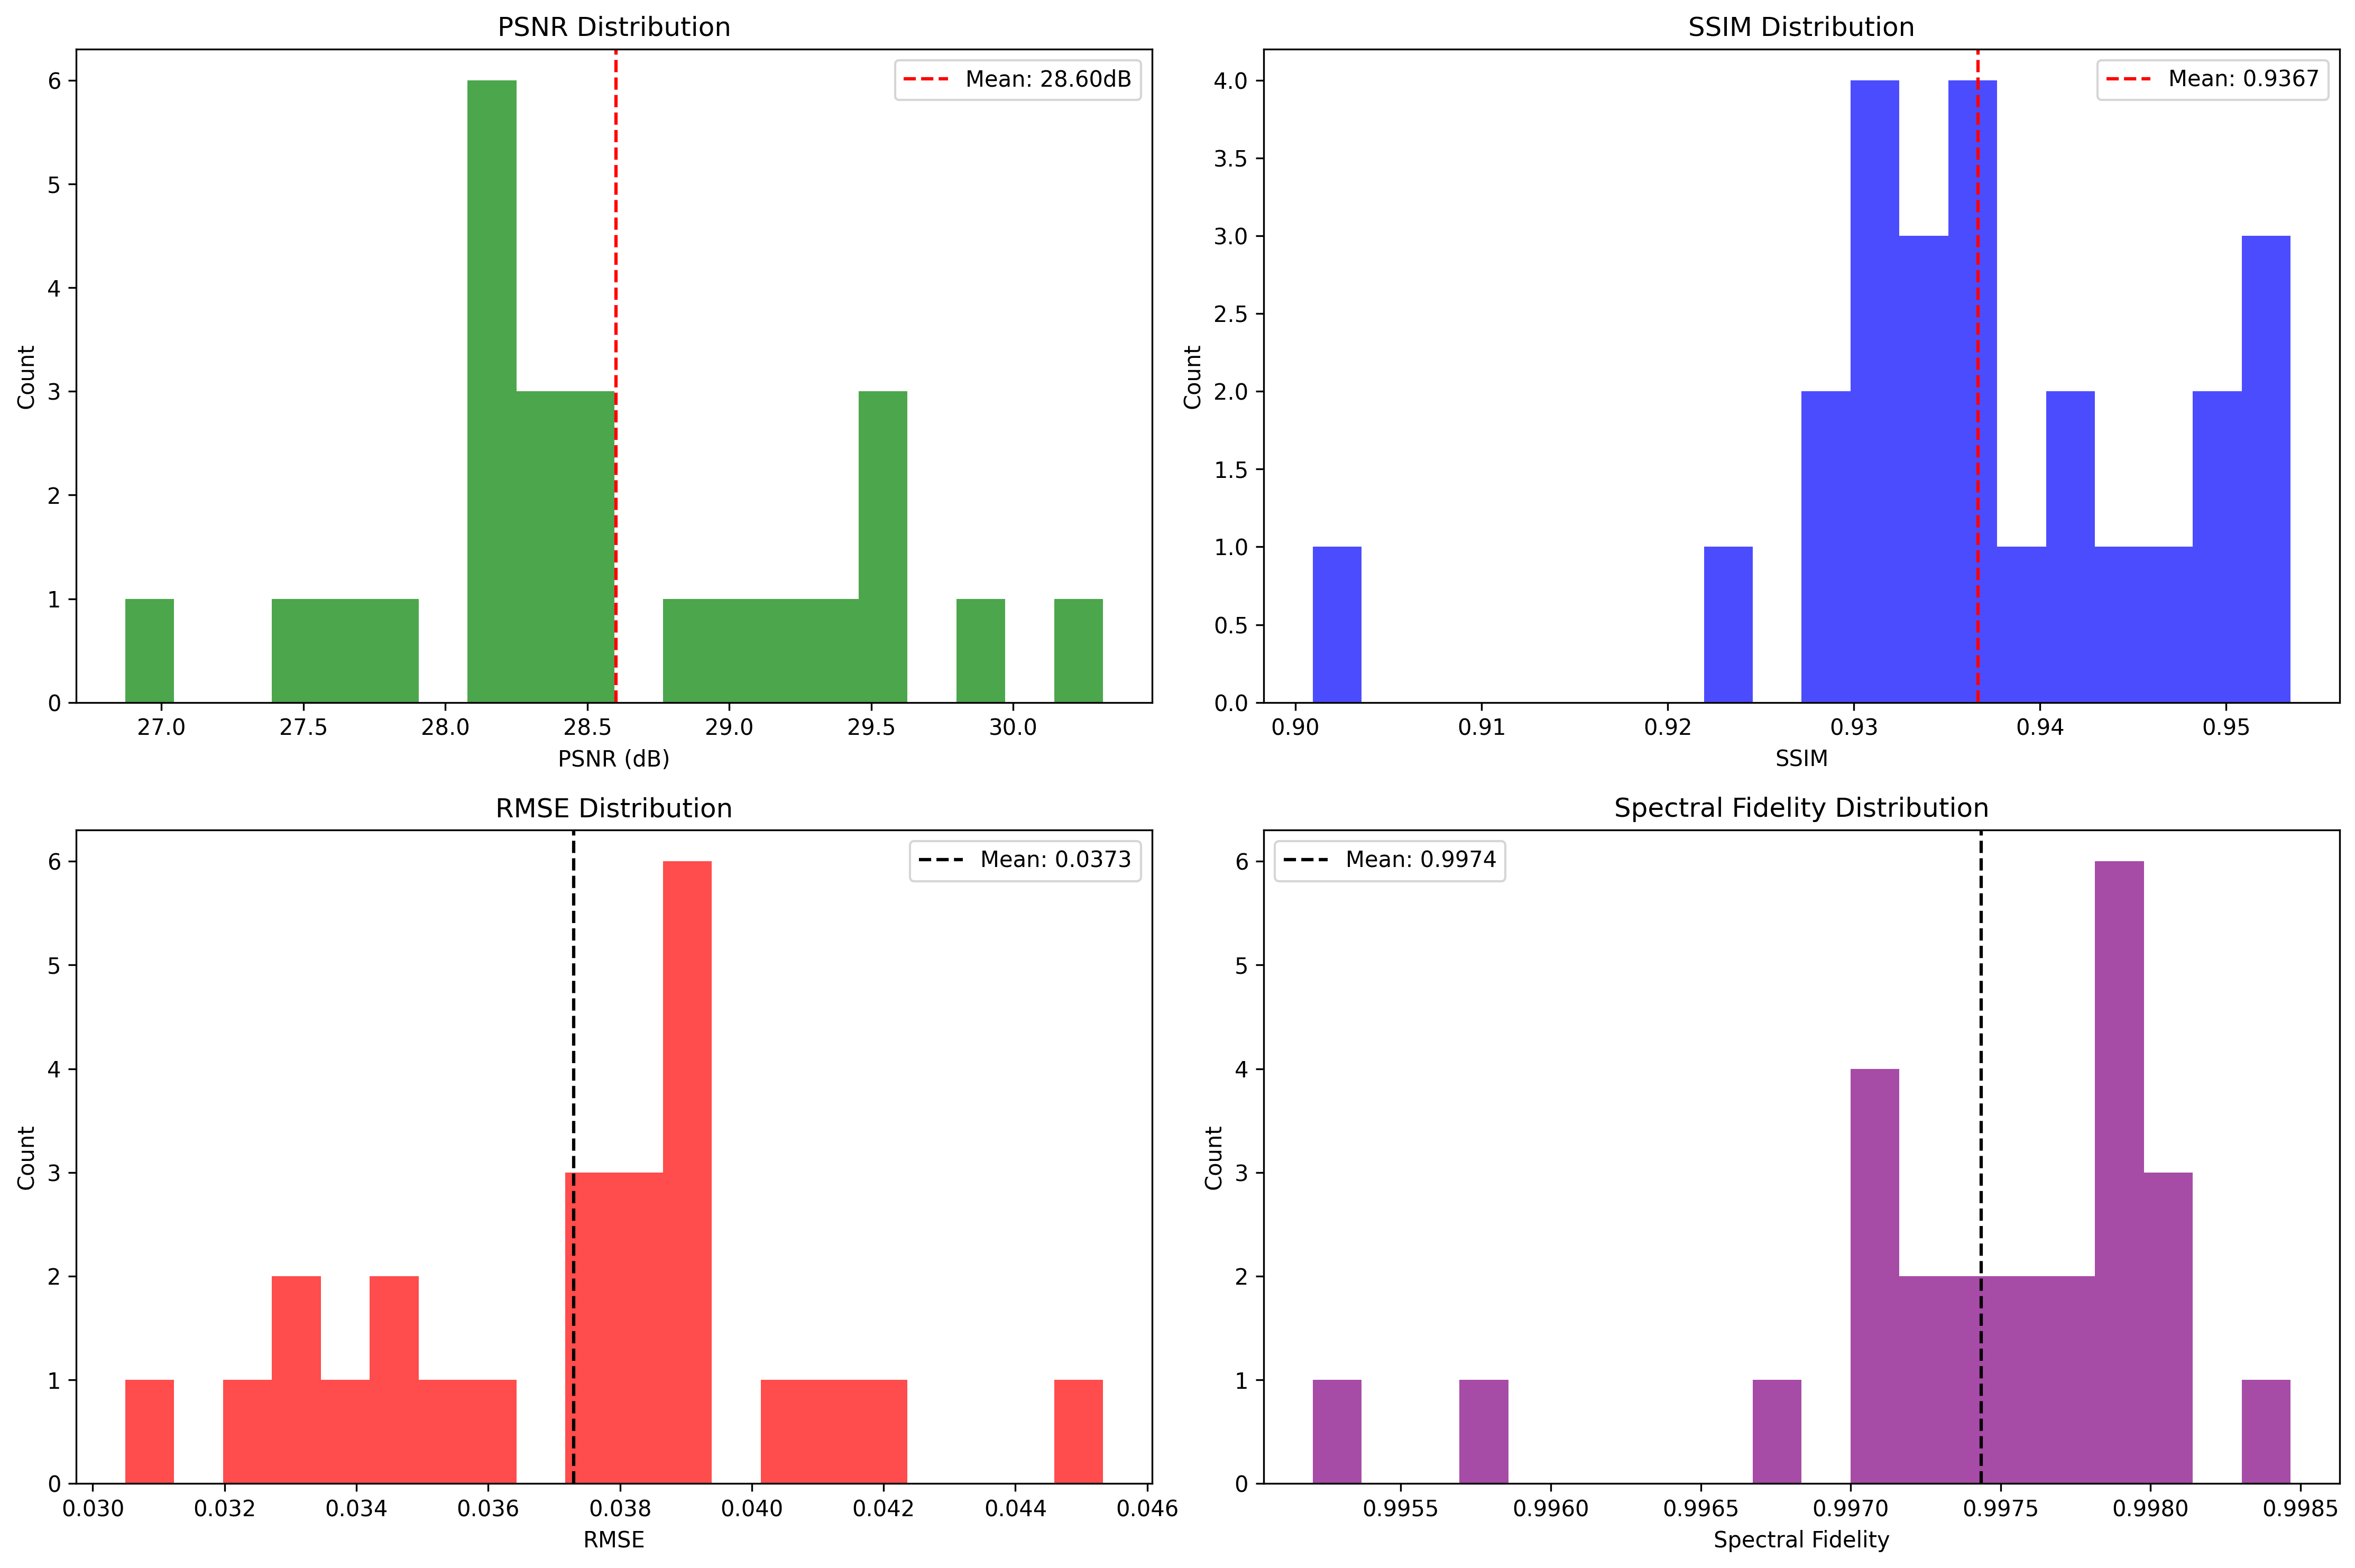 PSNR Distribution
Mean: 28.60dB
6
5
4
3
2
1
0
Count
27.0 27.5 28.0 28.5 29.0 29.5 30.0
PSNR (dB)
SSIM Distribution
Mean: 0.9367
4.0
3.5
3.0
2.5
2.0
1.5
1.0
0.5
0.0
Count
0.90 0.91 0.92 0.93 0.94 0.95
SSIM
RMSE Distribution
Mean: 0.0373
6
5
4
3
2
1
0
Count
0.030 0.032 0.034 0.036 0.038 0.040 0.042 0.044 0.046
RMSE
Spectral Fidelity Distribution
Mean: 0.9974
6
5
4
3
2
1
0
Count
0.9955 0.9960 0.9965 0.9970 0.9975 0.9980 0.9985
Spectral Fidelity